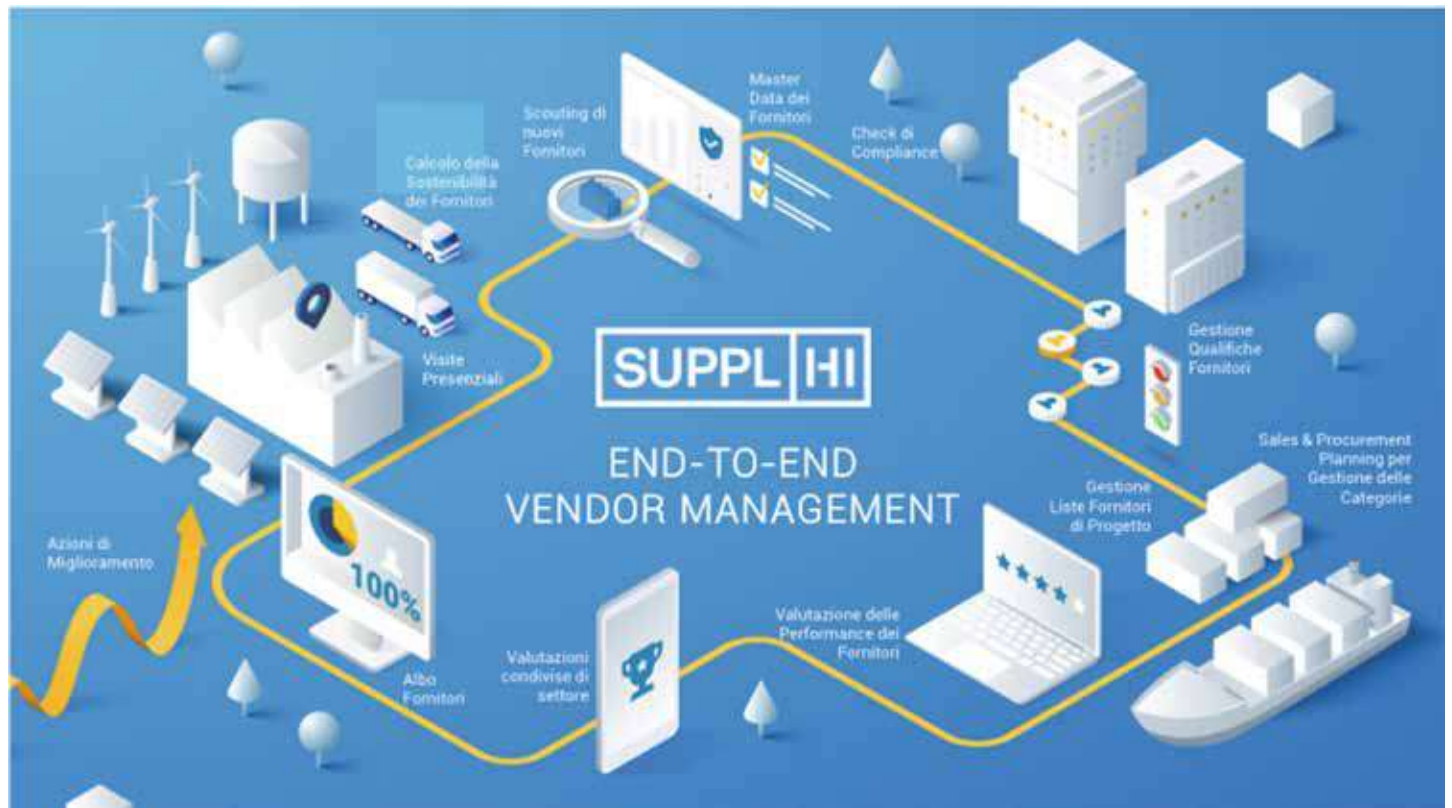 Scouting di
nuovi
Fornitori
Master
Data dei
Fornitori
Check di
Compliance
Calcolo della
Sostenibilità
dei Fornitori
Visite
Presenziali
SUPPL HI
END-TO-END
VENDOR MANAGEMENT
Gestione
Qualifiche
Fornitori
Sales & Procurement
Planning per
Gestione delle
Categorie
Gestione
Liste Fornitori
di Progetto
Azioni di
Miglioramento
100%
Albo
Fornitori
Valutazioni
condivise di
settore
Valutazione delle
Performance dei
Fornitori